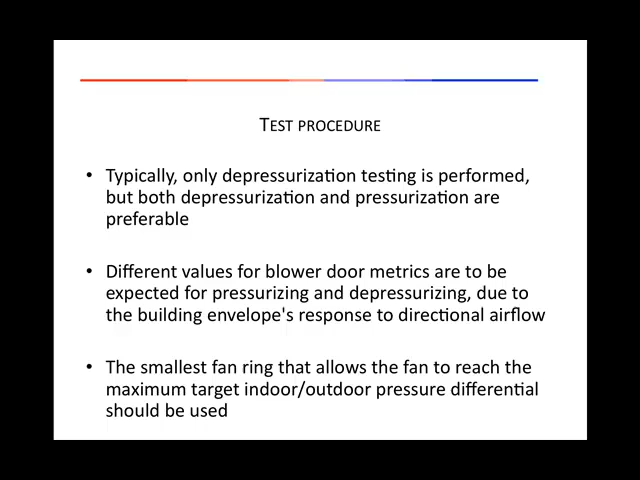 TEST PROCEDURE
• Typically, only depressurization testing is performed,
but both depressurization and pressurization are
preferable
• Different values for blower door metrics are to be
expected for pressurizing and depressurizing, due to
the building envelope's response to directional airflow
• The smallest fan ring that allows the fan to reach the
maximum target indoor/outdoor pressure differential
should be used